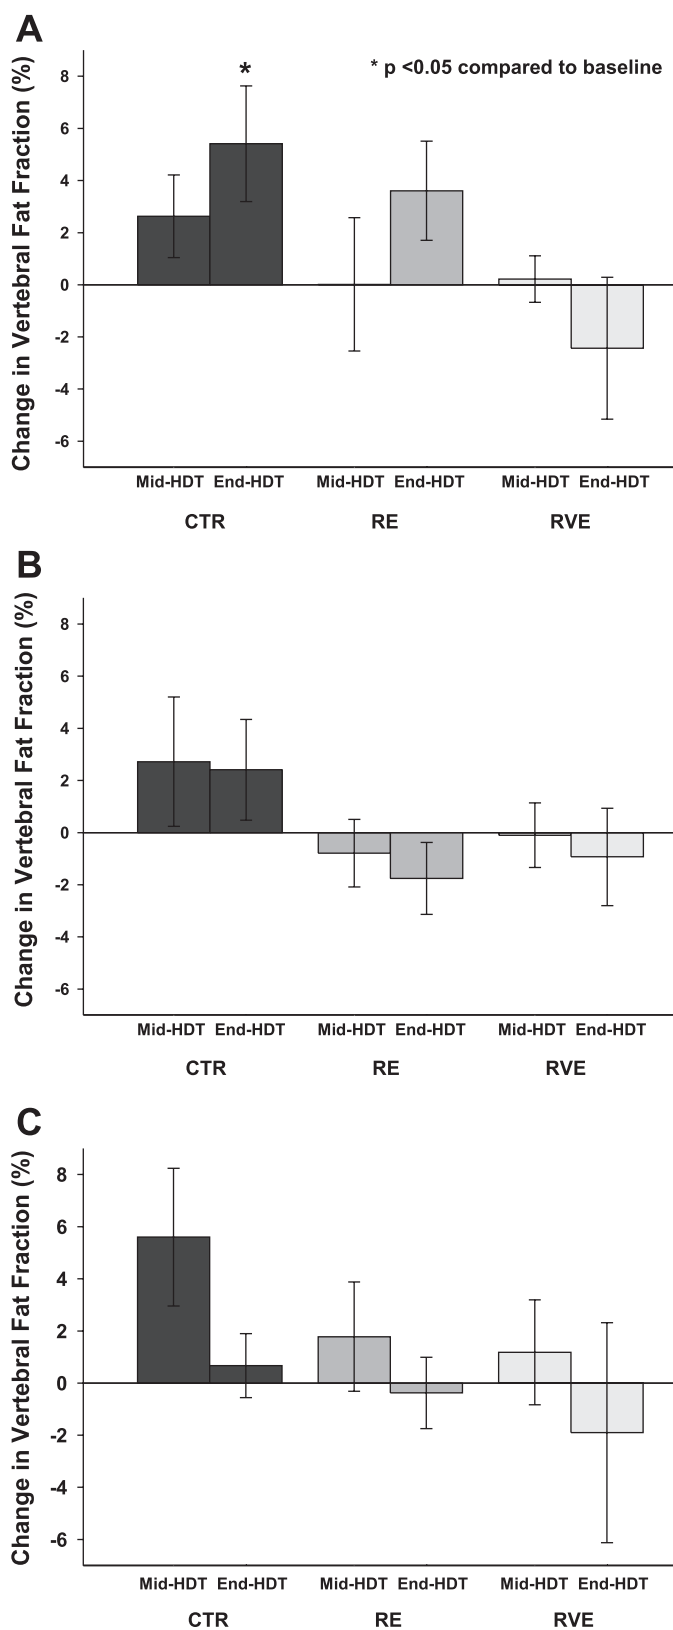 A
Change in Vertebral Fat Fraction (%)
*
* p <0.05 compared to baseline
8
6
4
2
0
-2
-4
-6
Mid-HDT End-HDT Mid-HDT End-HDT Mid-HDT End-HDT
CTR RE RVE
B
Change in Vertebral Fat Fraction (%)
8
6
4
2
0
-2
-4
-6
Mid-HDT End-HDT Mid-HDT End-HDT Mid-HDT End-HDT
CTR RE RVE
C
Change in Vertebral Fat Fraction (%)
8
6
4
2
0
-2
-4
-6
Mid-HDT End-HDT Mid-HDT End-HDT Mid-HDT End-HDT
CTR RE RVE